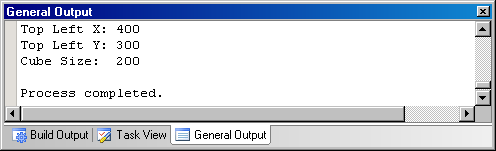 General Output
Top Left X: 400
Top Left Y: 300
Cube Size:  200
Process completed.
Build Output Task View General Output